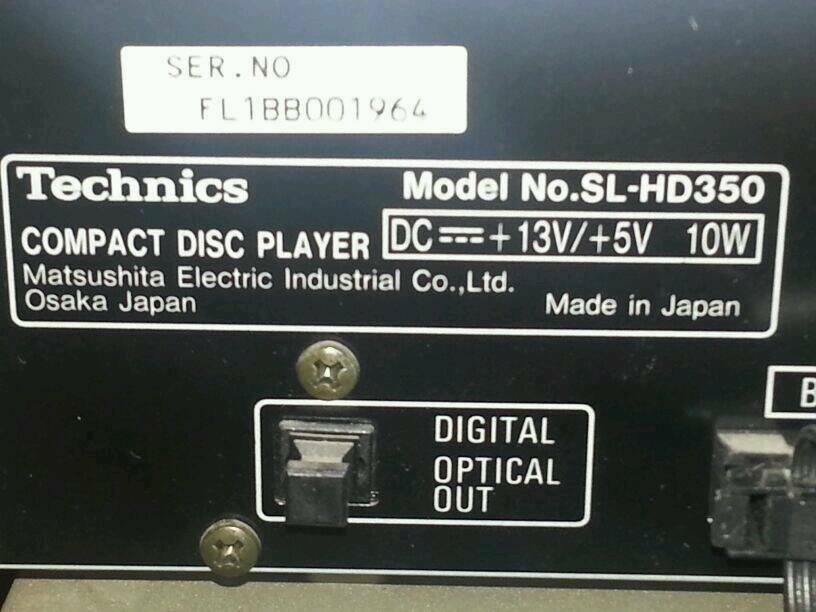 SER.NO
FL1BB001964
Technics Model No.SL-HD350
COMPACT DISC PLAYER DC⎓+13V/+5V 10W
Matsushita Electric Industrial Co.,Ltd.
Osaka Japan Made in Japan
B
DIGITAL
OPTICAL
OUT